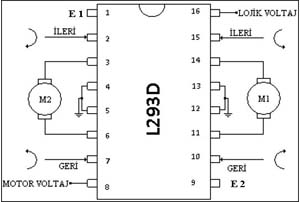 E 1
1
16
LOJİK VOLTAJ
İLERİ
2
15
İLERİ
3
14
M2
4
13
M1
L293D
5
12
6
11
GERİ
7
10
GERİ
MOTOR VOLTAJ
8
9
E 2